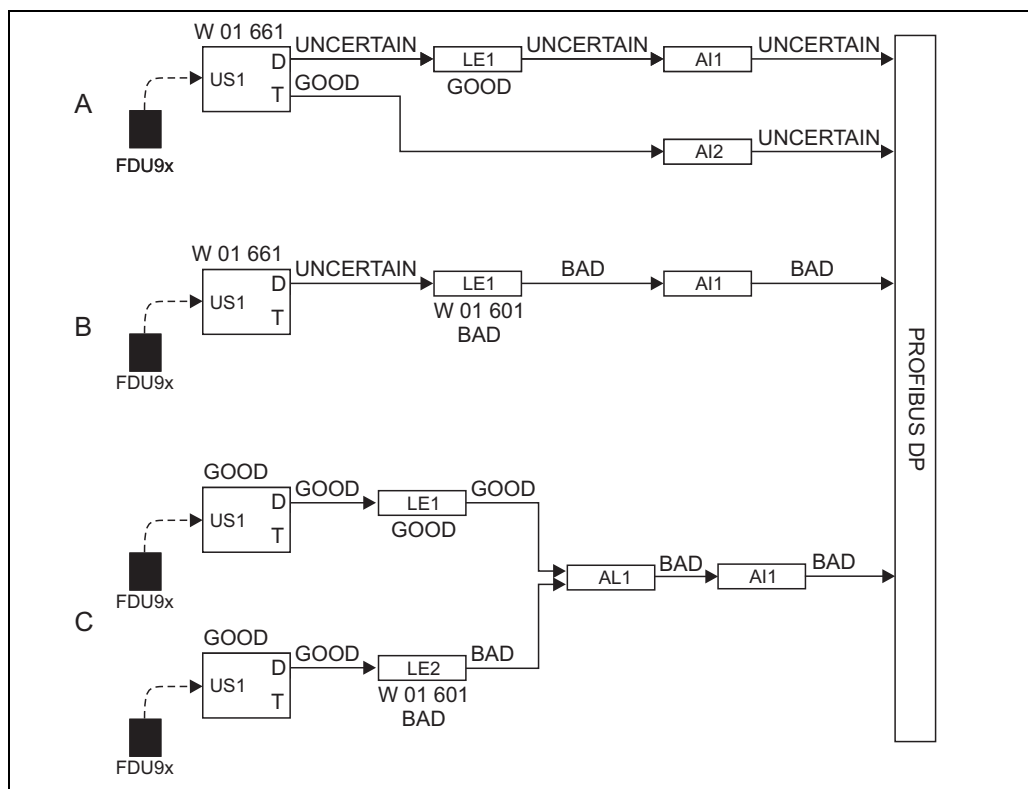 W 01 661
UNCERTAIN
UNCERTAIN
UNCERTAIN
D
LE1
AI1
US1
GOOD
GOOD
T
A
UNCERTAIN
AI2
FDU9x
W 01 661
UNCERTAIN
BAD
BAD
D
LE1
AI1
US1
T
W 01 601
BAD
B
FDU9x
PROFIBUS DP
GOOD
GOOD
GOOD
D
LE1
US1
GOOD
T
BAD
BAD
AL1
AI1
FDU9x
C
GOOD
GOOD
BAD
D
LE2
US1
W 01 601
T
BAD
FDU9x